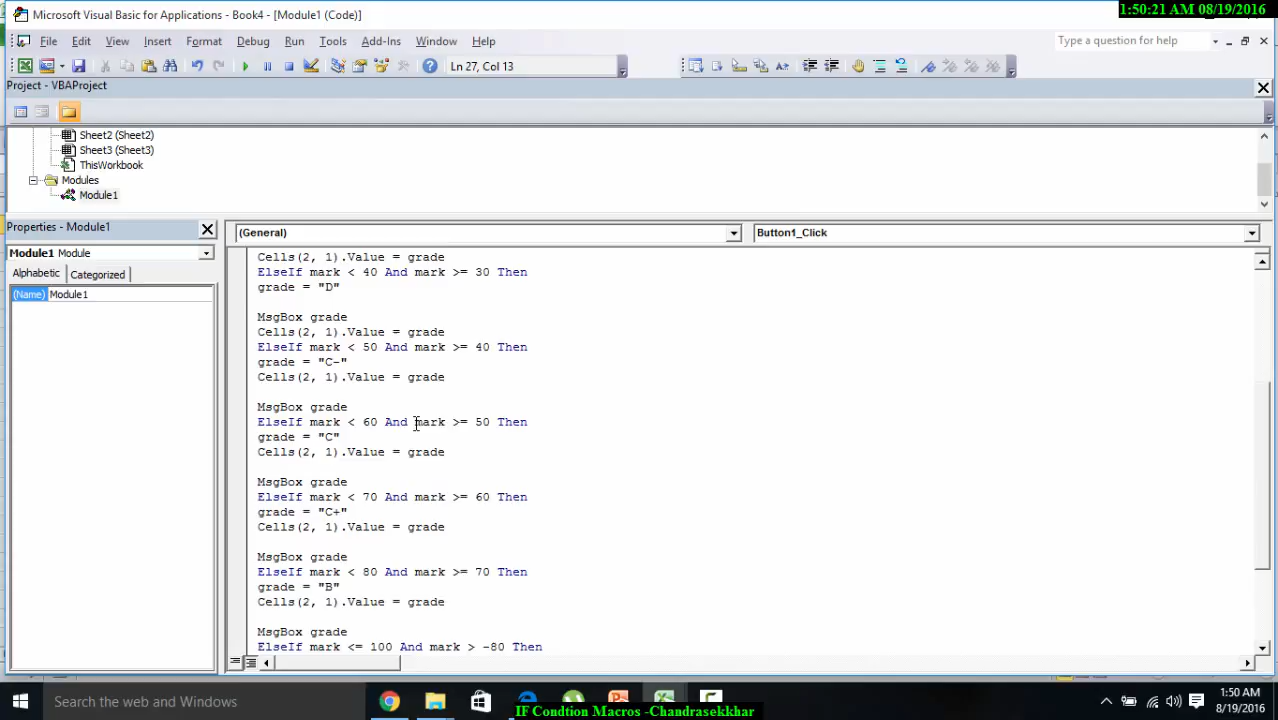 Microsoft Visual Basic for Applications - Book4 - [Module1 (Code)]
1:50:21 AM 08/19/2016
File Edit View Insert Format Debug Run Tools Add-Ins Window Help
Type a question for help
Ln 27, Col 13
Project - VBAProject
Sheet2 (Sheet2)
Sheet3 (Sheet3)
ThisWorkbook
Modules
Module1
Properties - Module1
Module1 Module
Alphabetic Categorized
(Name) Module1
(General)
Button1_Click
Cells(2, 1).Value = grade
ElseIf mark < 40 And mark >= 30 Then
grade = "D"
MsgBox grade
Cells(2, 1).Value = grade
ElseIf mark < 50 And mark >= 40 Then
grade = "C-"
Cells(2, 1).Value = grade
MsgBox grade
ElseIf mark < 60 And mark >= 50 Then
grade = "C"
Cells(2, 1).Value = grade
MsgBox grade
ElseIf mark < 70 And mark >= 60 Then
grade = "C+"
Cells(2, 1).Value = grade
MsgBox grade
ElseIf mark < 80 And mark >= 70 Then
grade = "B"
Cells(2, 1).Value = grade
MsgBox grade
ElseIf mark <= 100 And mark > -80 Then
Search the web and Windows
1:50 AM
8/19/2016
IF Condtion Macros -Chandrasekkhar